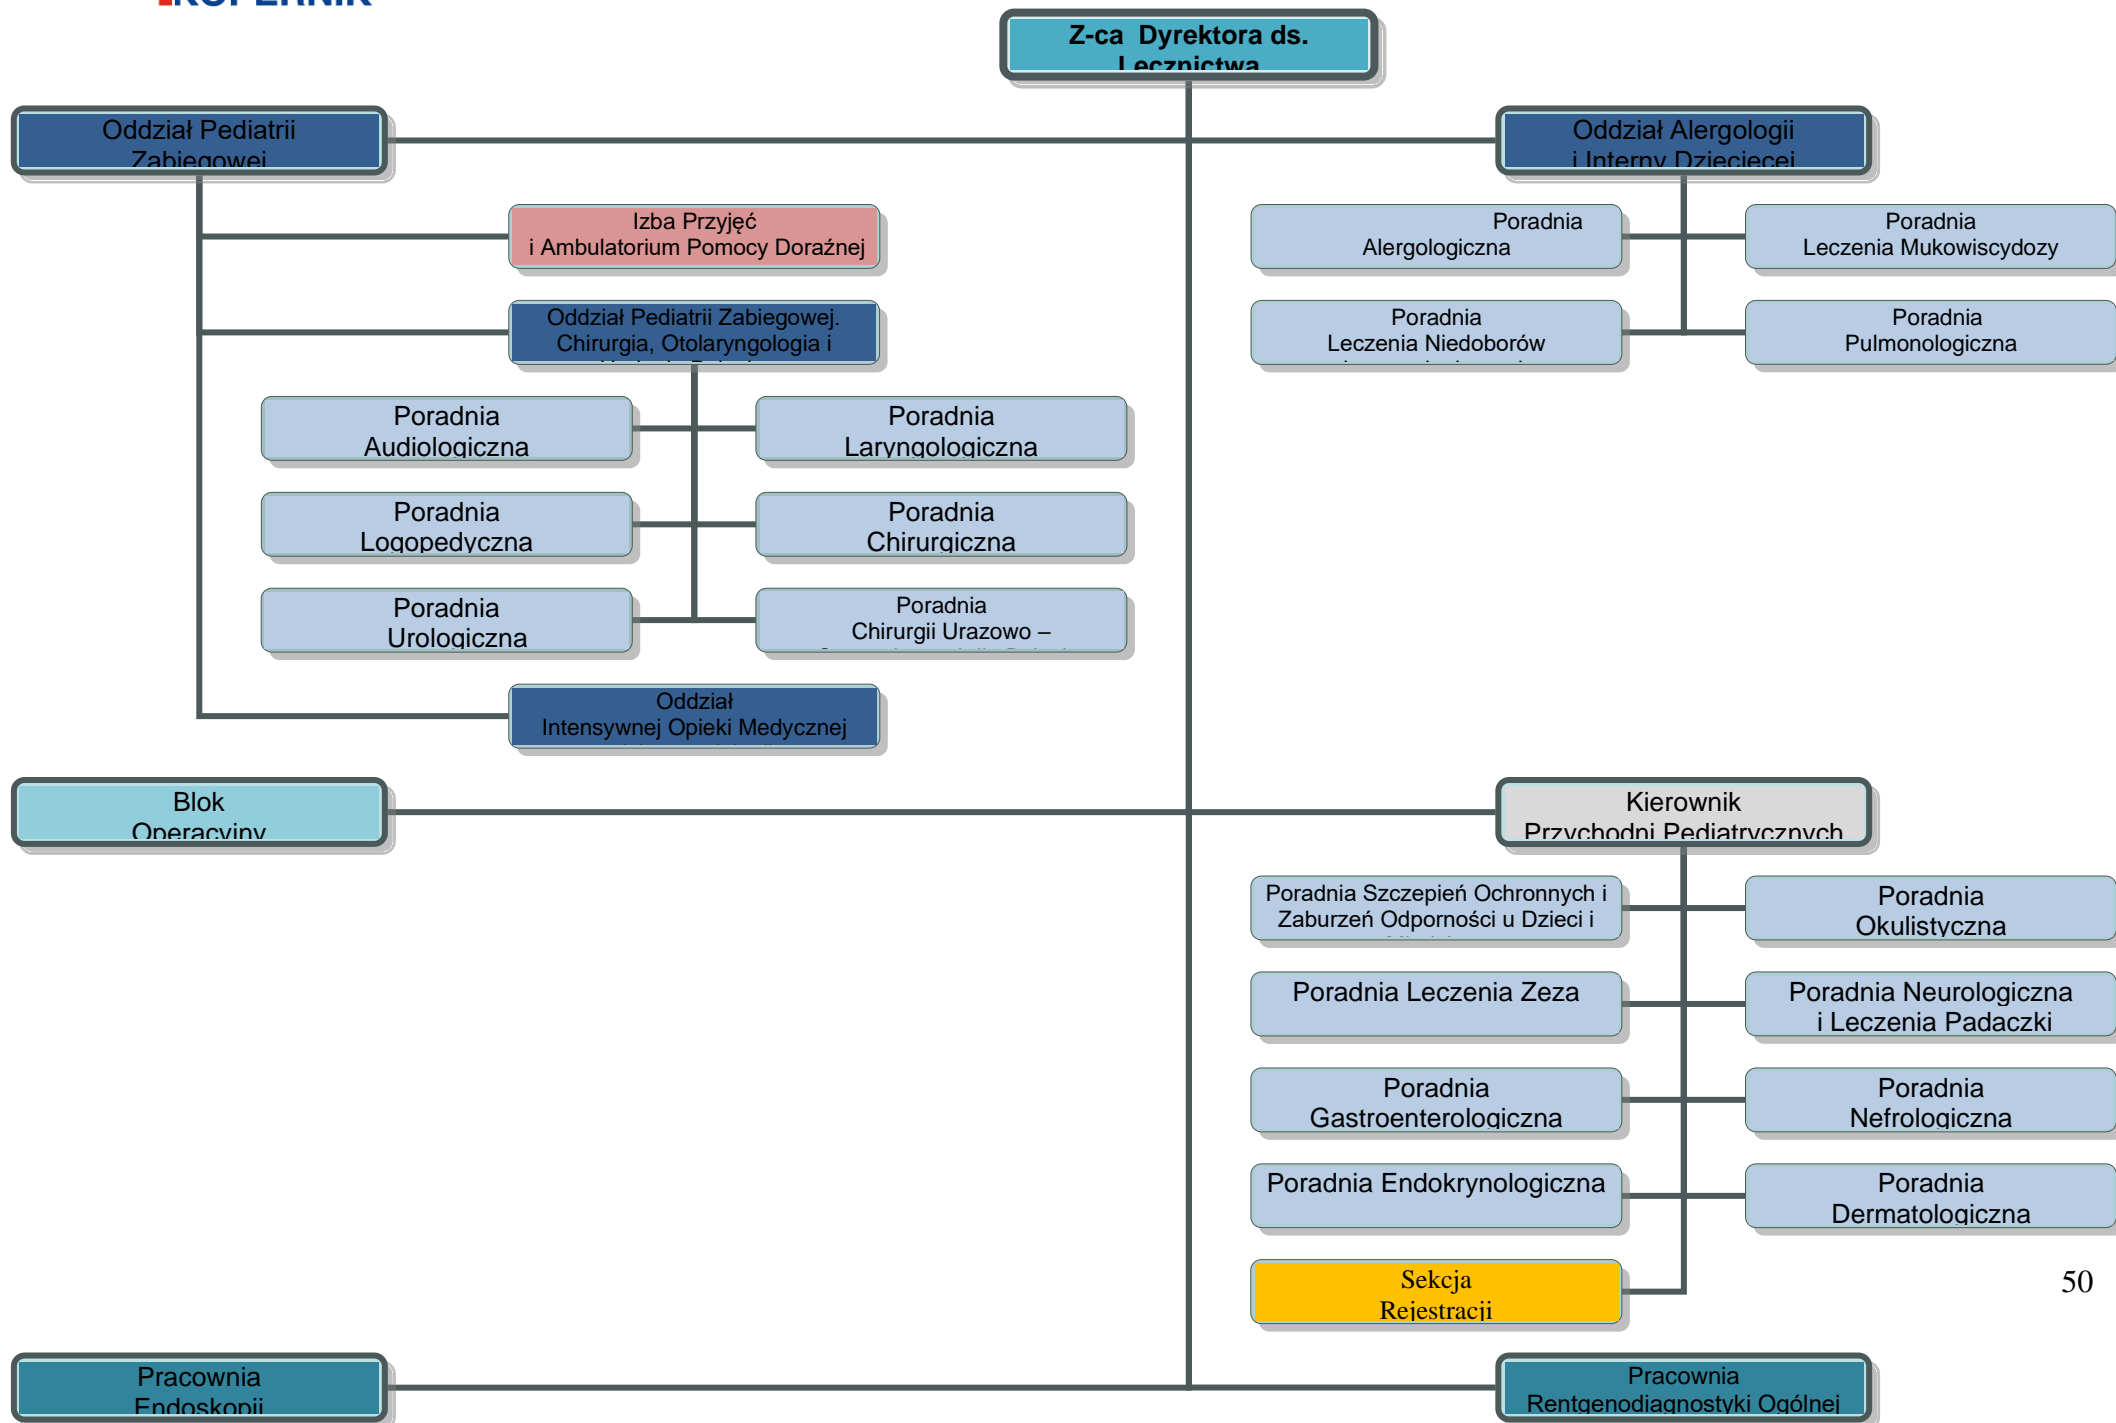 KOPERNIK
Z-ca Dyrektora ds.
Lecznictwa
Oddział Pediatrii
Zabiegowej
Oddział Alergologii
i Interny Dziecięcej
Izba Przyjęć
i Ambulatorium Pomocy Doraźnej
Poradnia
Alergologiczna
Poradnia
Leczenia Mukowiscydozy
Oddział Pediatrii Zabiegowej.
Chirurgia, Otolaryngologia i
Poradnia
Leczenia Niedoborów
Poradnia
Pulmonologiczna
Poradnia
Audiologiczna
Poradnia
Laryngologiczna
Poradnia
Logopedyczna
Poradnia
Chirurgiczna
Poradnia
Urologiczna
Poradnia
Chirurgii Urazowo –
Oddział
Intensywnej Opieki Medycznej
Blok
Operacyjny
Kierownik
Przychodni Pediatrycznych
Poradnia Szczepień Ochronnych i
Zaburzeń Odporności u Dzieci i
Poradnia
Okulistyczna
Poradnia Leczenia Zeza
Poradnia Neurologiczna
i Leczenia Padaczki
Poradnia
Gastroenterologiczna
Poradnia
Nefrologiczna
Poradnia Endokrynologiczna
Poradnia
Dermatologiczna
Sekcja
Rejestracji
50
Pracownia
Endoskopii
Pracownia
Rentgenodiagnostyki Ogólnej